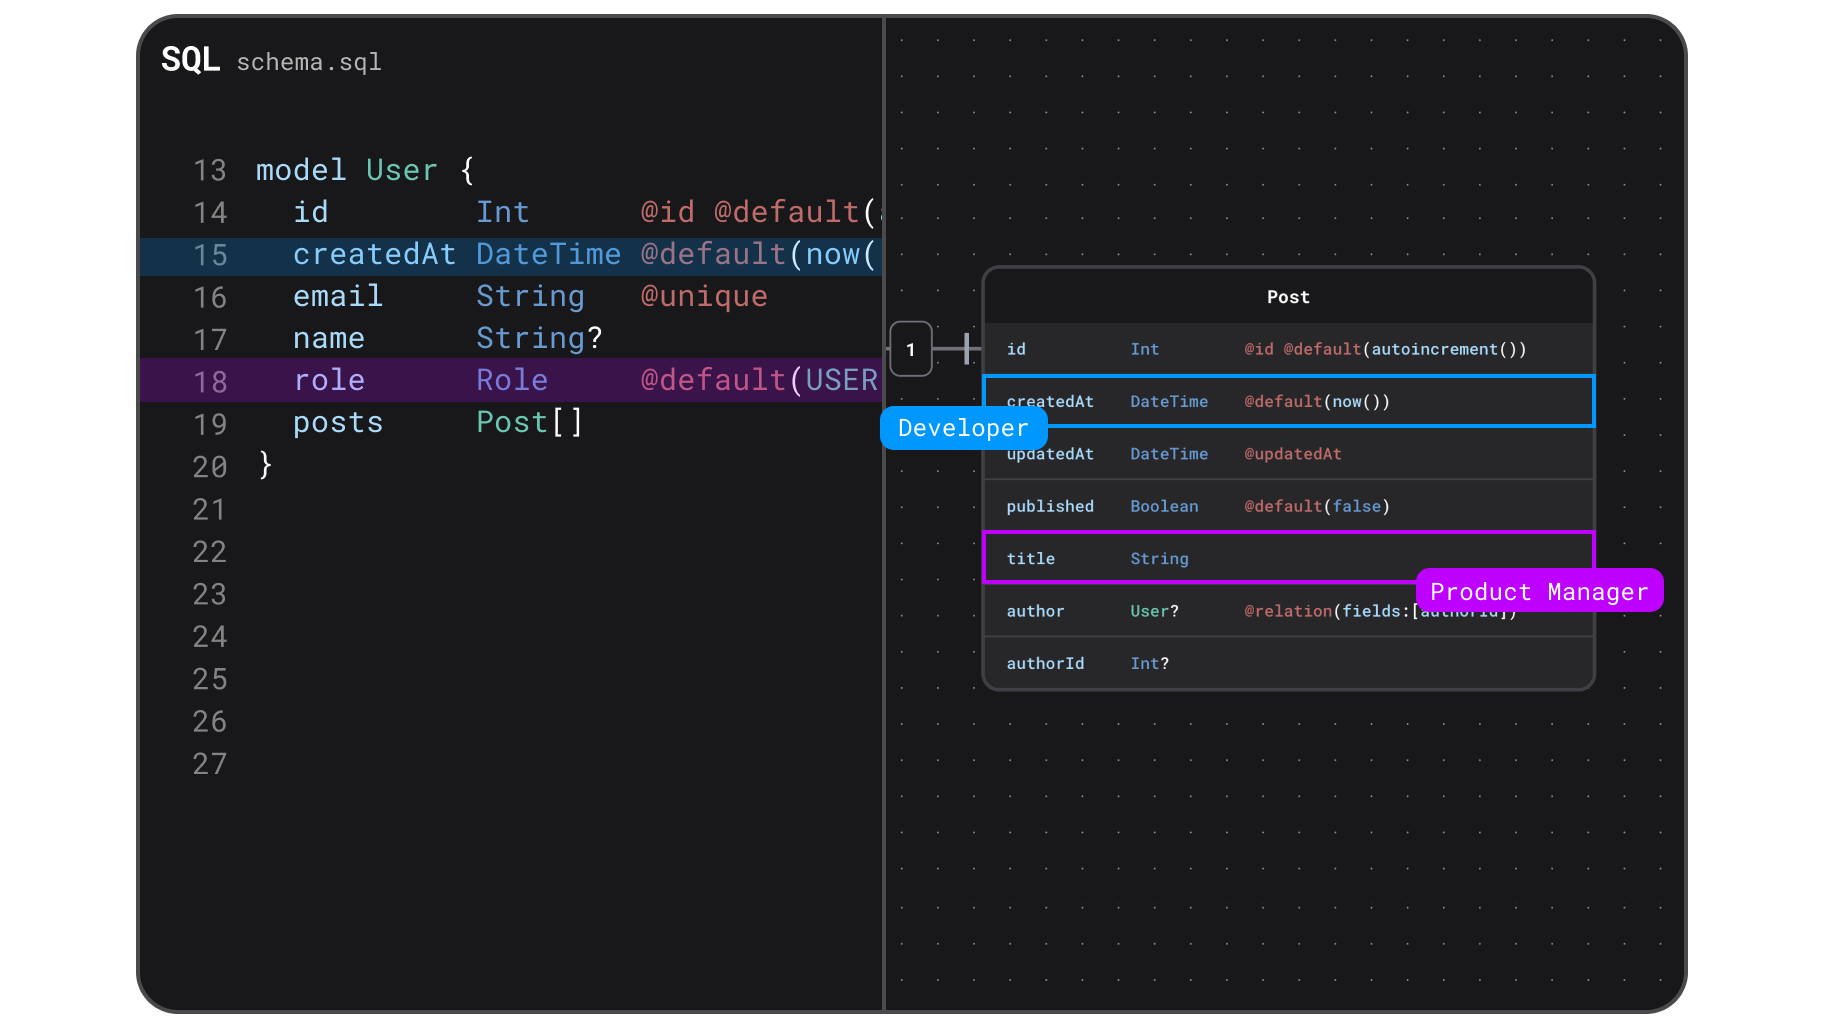 SQL schema.sql
13 model User {
14 id Int @id @default(
15 createdAt DateTime @default(now(
16 email String @unique
17 name String?
18 role Role @default(USER
19 posts Post[]
20 }
21
22
23
24
25
26
27
1
Post
id Int @id @default(autoincrement())
createdAt DateTime @default(now())
Developer
updatedAt DateTime @updatedAt
published Boolean @default(false)
title String
Product Manager
author User? @relation(fields:[authorId])
authorId Int?